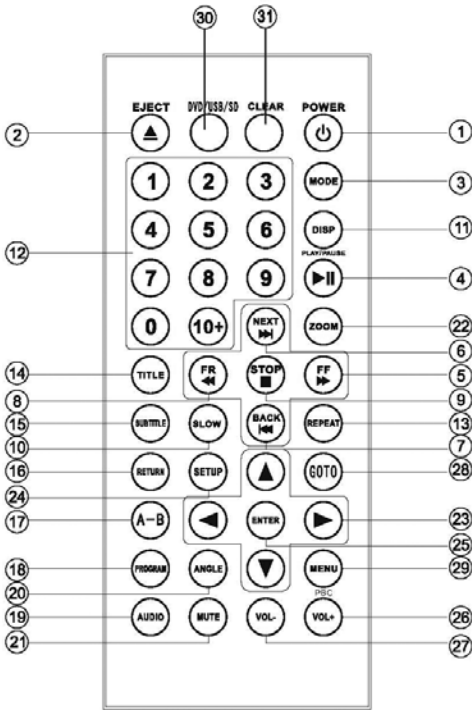 30 31
EJECT DVD/USB/SD CLEAR POWER
2 1
1 2 3 MODE 3
4 5 6 DISP 11
12 PLAY/PAUSE
7 8 9 4
0 10+ NEXT ZOOM 22
6
14 TITLE FR STOP FF 5
8 9
15 SUBTITLE SLOW BACK REPEAT 13
10 7
16 RETURN SETUP GOTO 28
24
17 A-B ENTER 23
25
18 PROGRAM ANGLE MENU 29
20 PBC
19 AUDIO MUTE VOL- VOL+ 26
21 27